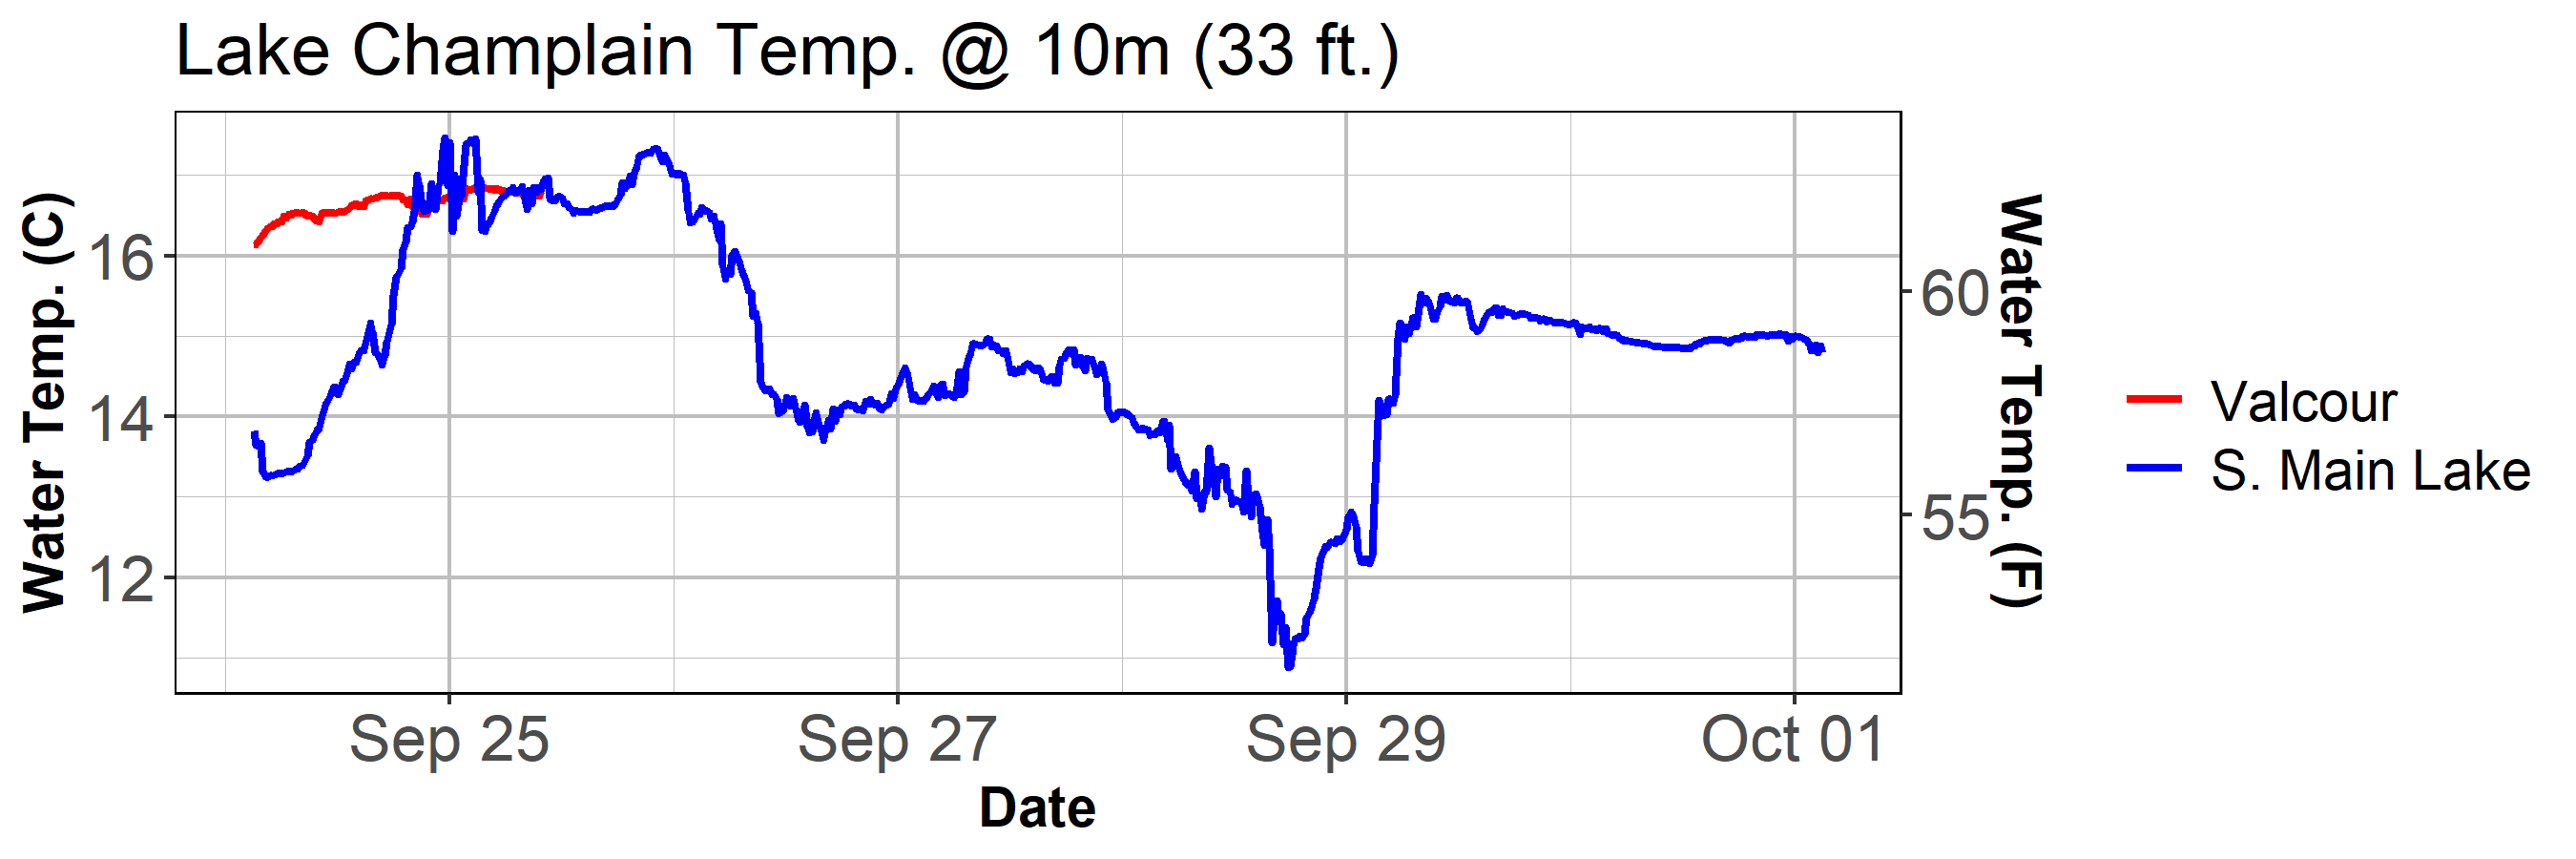 Lake Champlain Temp. @ 10m (33 ft.)
Water Temp. (C)
16
14
12
60
55
Water Temp. (F)
Valcour
S. Main Lake
Sep 25
Sep 27
Sep 29
Oct 01
Date